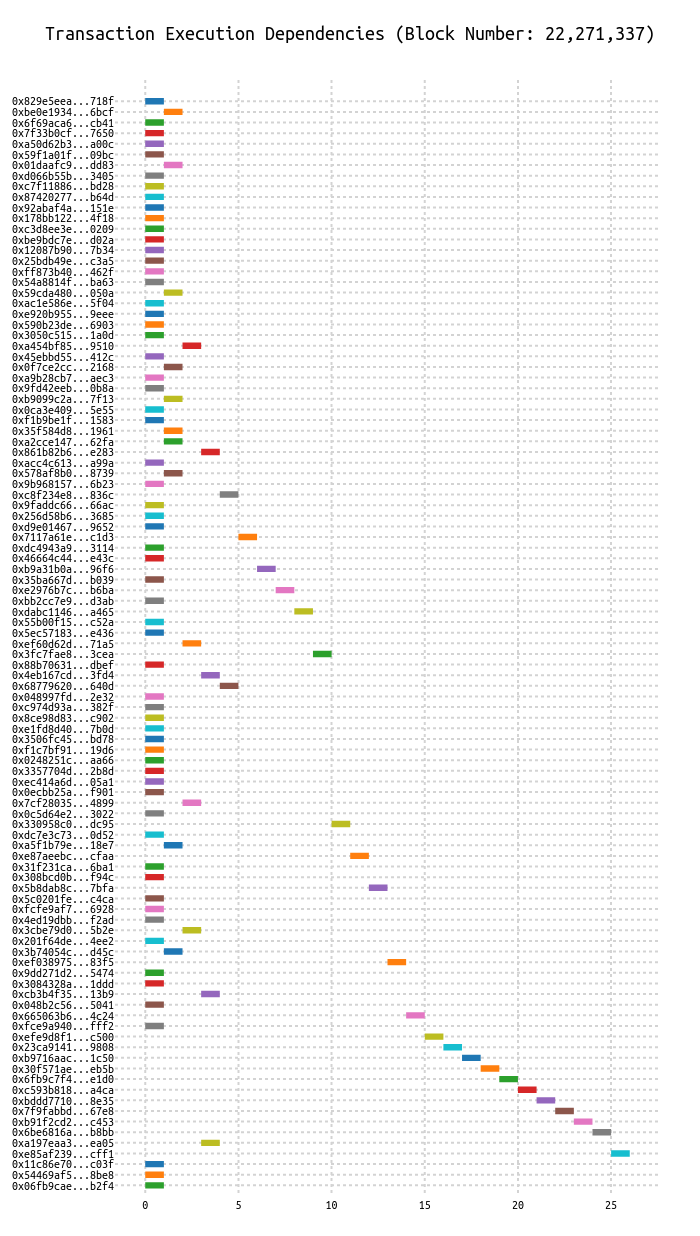 Transaction Execution Dependencies (Block Number: 22,271,337)
0x829e5eea...718f
0xbe0e1934...6bcf
0x6f69aca6...cb41
0x7f33b0cf...7650
0xa50d62b3...a00c
0x59f1a01f...09bc
0x01daafc9...dd83
0xd066b55b...3405
0xc7f11886...bd28
0x87420277...b64d
0x92abaf4a...151e
0x178bb122...4f18
0xc3d8ee3e...0209
0xbe9bdc7e...d02a
0x12087b90...7b34
0x25bdb49e...c3a5
0xff873b40...462f
0x54a8814f...ba63
0x59cda480...050a
0xac1e586e...5f04
0xe920b955...9eee
0x590b23de...6903
0x3050c515...1a0d
0xa454bf85...9510
0x45ebbd55...412c
0x0f7ce2cc...2168
0xa9b28cb7...aec3
0x9fd42eeb...0b8a
0xb9099c2a...7f13
0x0ca3e409...5e55
0xf1b9be1f...1583
0x35f584d8...1961
0xa2cce147...62fa
0x861b82b6...e283
0xacc4c613...a99a
0x578af8b0...8739
0x9b968157...6b23
0xc8f234e8...836c
0x9faddc66...66ac
0x256d58b6...3685
0xd9e01467...9652
0x7117a61e...c1d3
0xdc4943a9...3114
0x46664c44...e43c
0xb9a31b0a...96f6
0x35ba667d...b039
0xe2976b7c...b6ba
0xbb2cc7e9...d3ab
0xdabc1146...a465
0x55b00f15...c52a
0x5ec57183...e436
0xef60d62d...71a5
0x3fc7fae8...3cea
0x88b70631...dbef
0x4eb167cd...3fd4
0x68779620...640d
0x048997fd...2e32
0xc974d93a...382f
0x8ce98d83...c902
0xe1fd8d40...7b0d
0x3506fc45...bd78
0xf1c7bf91...19d6
0x0248251c...aa66
0x3357704d...2b8d
0xec414a6d...05a1
0x0ecbb25a...f901
0x7cf28035...4899
0x0c5d64e2...3022
0x330958c0...dc95
0xdc7e3c73...0d52
0xa5f1b79e...18e7
0xe87aeebc...cfaa
0x31f231ca...6ba1
0x308bcd0b...f94c
0x5b8dab8c...7bfa
0x5c0201fe...c4ca
0xfcfe9af7...6928
0x4ed19dbb...f2ad
0x3cbe79d0...5b2e
0x201f64de...4ee2
0x3b74054c...d45c
0xef038975...83f5
0x9dd271d2...5474
0x3084328a...1ddd
0xcb3b4f35...13b9
0x048b2c56...5041
0x665063b6...4c24
0xfce9a940...fff2
0xefe9d8f1...c500
0x23ca9141...9808
0xb9716aac...1c50
0x30f571ae...eb5b
0x6fb9c7f4...e1d0
0xc593b818...a4ca
0xbddd7710...8e35
0x7f9fabbd...67e8
0xb91f2cd2...c453
0x6be6816a...b8bb
0xa197eaa3...ea05
0xe85af239...cff1
0x11c86e70...c03f
0x54469af5...8be8
0x06fb9cae...b2f4
0 5 10 15 20 25